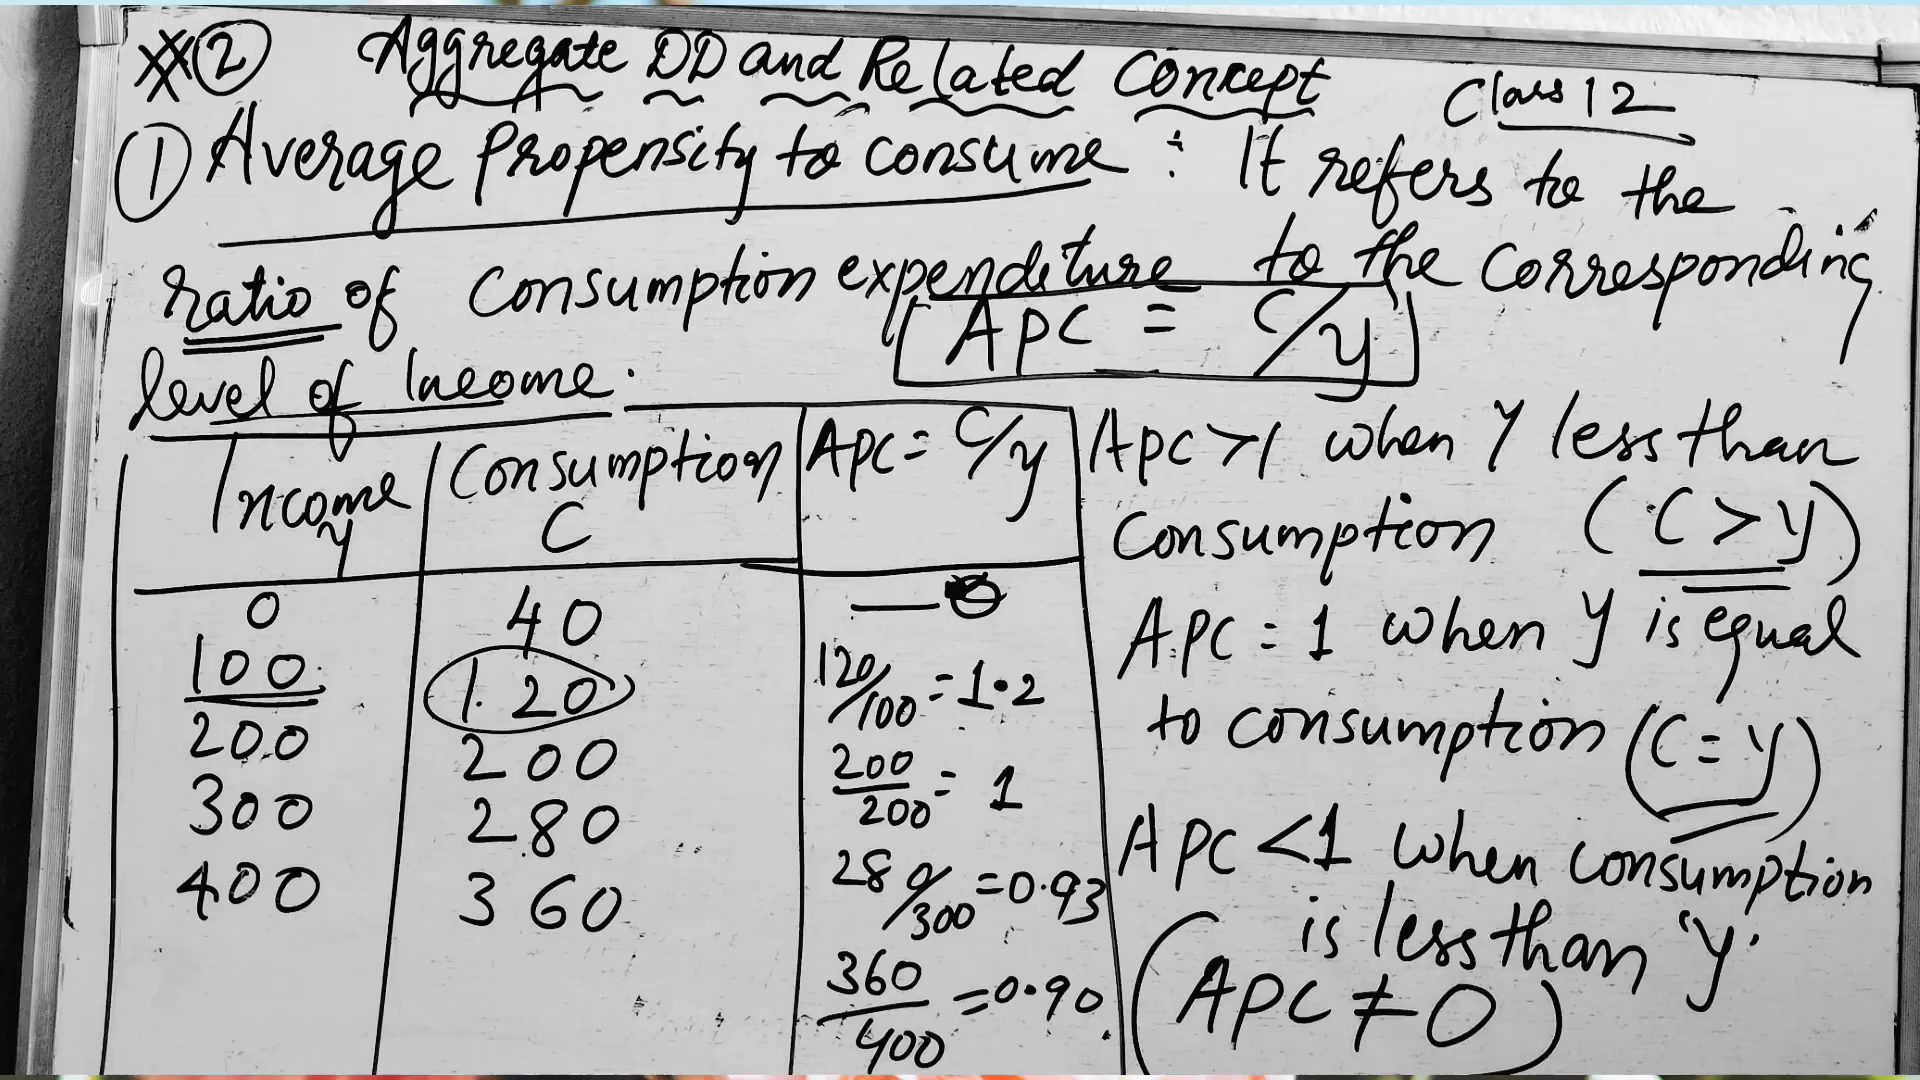 ② Aggregate DD and Related Concept Class 12
① Average Propensity to consume : It refers to the
ratio of consumption expenditure to the corresponding
level of Income. APC = C/y
Income y Consumption C APC = C/y
0 40 —
100 120 120/100 = 1.2
200 200 200/200 = 1
300 280 280/300 = 0.93
400 360 360/400 = 0.90
APC >1 when Y less than
consumption (C > y)
APC = 1 when Y is equal
to consumption (C = y)
APC <1 when consumption
is less than 'y'
(APC ≠ 0)